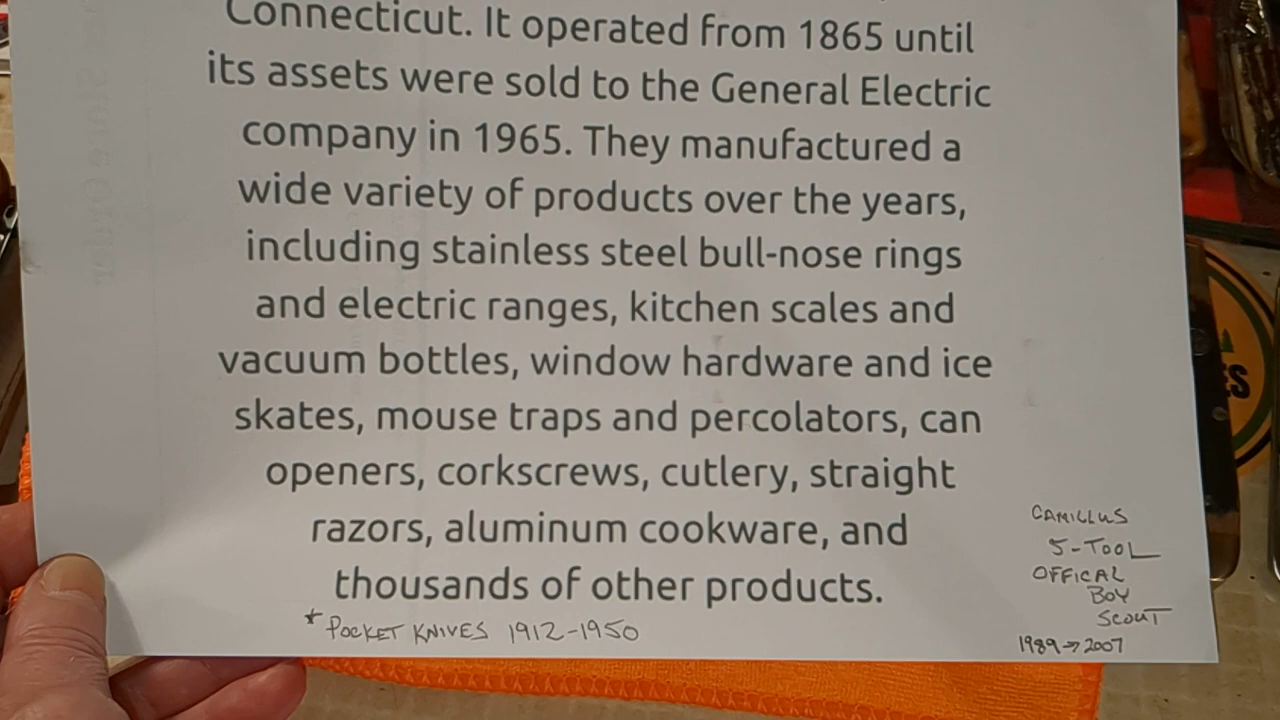 Connecticut. It operated from 1865 until
its assets were sold to the General Electric
company in 1965. They manufactured a
wide variety of products over the years,
including stainless steel bull-nose rings
and electric ranges, kitchen scales and
vacuum bottles, window hardware and ice
skates, mouse traps and percolators, can
openers, corkscrews, cutlery, straight
razors, aluminum cookware, and
thousands of other products.
* POCKET KNIVES 1912-1950
CAMILLUS
5-TOOL
OFFICAL
BOY
SCOUT
1989→2007